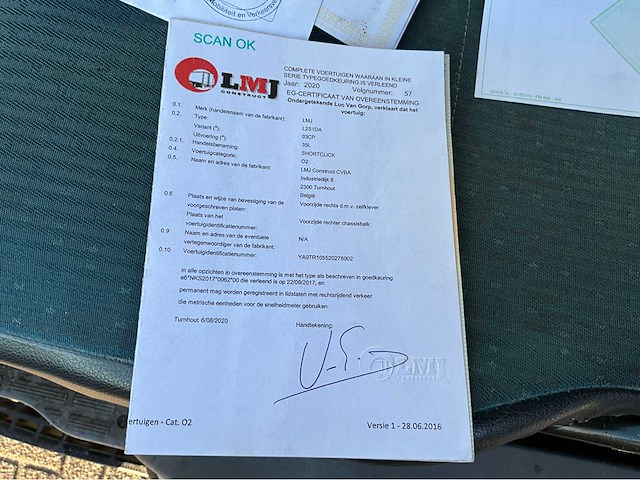 Mobiliteit en Verkeersve
SCAN OK
LMJ
CONSTRUCT
COMPLETE VOERTUIGEN WAARAAN IN KLEINE
SERIE TYPEGOEDKEURING IS VERLEEND
Jaar: 2020 Volgnummer: 57
EG-CERTIFICAAT VAN OVEREENSTEMMING
Ondergetekende Luc Van Gorp, verklaart dat het
voertuig:
0.1. Merk (handelsnaam van de fabrikant): LMJ
0.2. Type: L2S1DA
Variant (*): 03CP
Uitvoering (*): 3SL
0.2.1. Handelsbenaming: SHORTCLICK
0.4. Voertuigcategorie: O2
0.5. Naam en adres van de fabrikant: LMJ Construct CVBA
Industriedijk 8
2300 Turnhout
België
0.8 Plaats en wijze van bevestiging van de Voorzijde rechts d.m.v. zelfklever
voorgeschreven platen:
Plaats van het Voorzijde rechter chassisbalk
voertuigidentificatienummer:
0.9 Naam en adres van de eventuele N/A
vertegenwoordiger van de fabrikant:
0.10 Voertuigidentificatienummer: YA9TR105520278002
in alle opzichten in overeenstemming is met het type als beschreven in goedkeuring
e6*NKS2017*0062*00 die verleend is op 22/09/2017, en
permanent mag worden geregistreerd in lidstaten met rechtsrijdend verkeer
die metrische eenheden voor de snelheidmeter gebruiken.
Turnhout 6/08/2020 Handtekening:
LMJ
CONSTRUCT
ertuigen - Cat. O2 Versie 1 - 28.06.2016